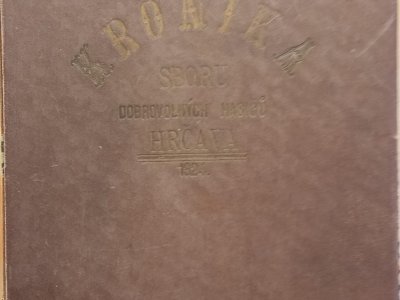 KRONIKA
SBORU
DOBROVOLNÝCH HASIČŮ
HRČAVA